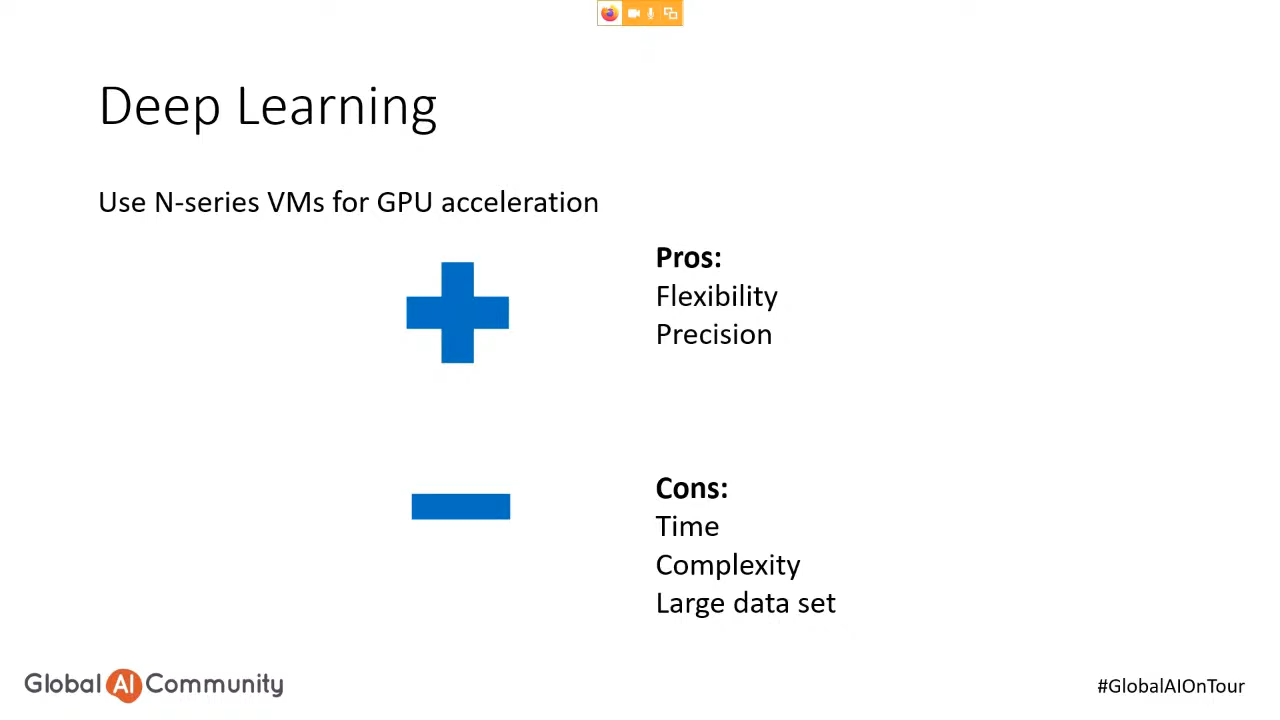 Deep Learning
Use N-series VMs for GPU acceleration
Pros:
Flexibility
Precision
Cons:
Time
Complexity
Large data set
Global AI Community
#GlobalAIOnTour